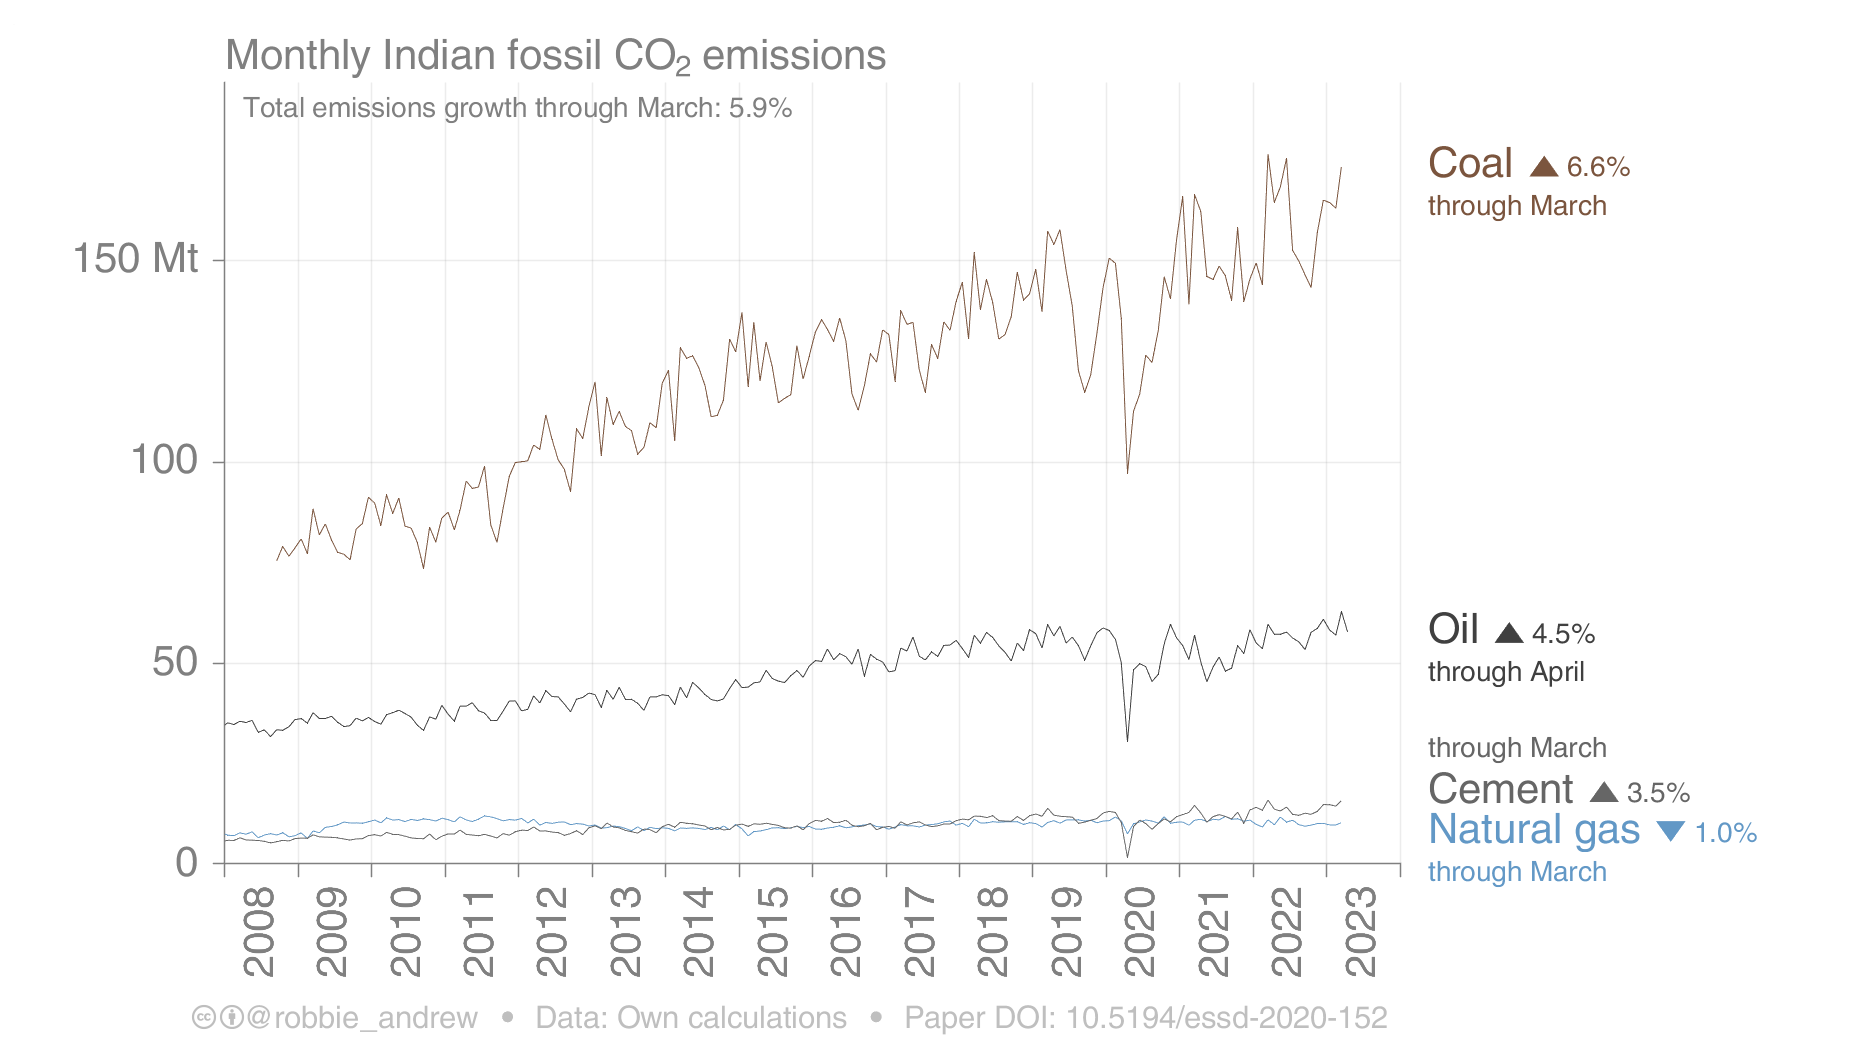 Monthly Indian fossil CO₂ emissions
Total emissions growth through March: 5.9%
Coal ▲ 6.6%
through March
150 Mt
100
50
0
Oil ▲ 4.5%
through April
through March
Cement ▲ 3.5%
Natural gas ▼ 1.0%
through March
2008 2009 2010 2011 2012 2013 2014 2015 2016 2017 2018 2019 2020 2021 2022 2023
@robbie_andrew • Data: Own calculations • Paper DOI: 10.5194/essd-2020-152